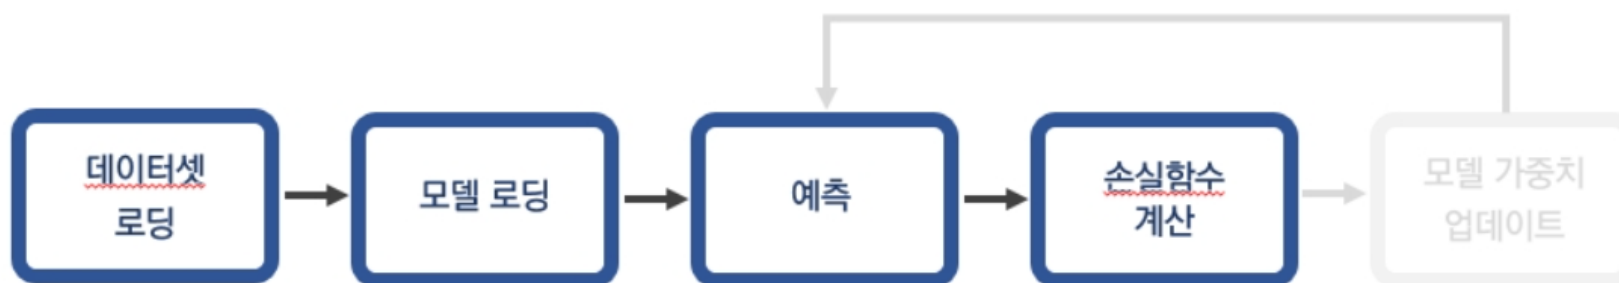 데이터셋
로딩
모델 로딩
예측
손실함수
계산
모델 가중치
업데이트